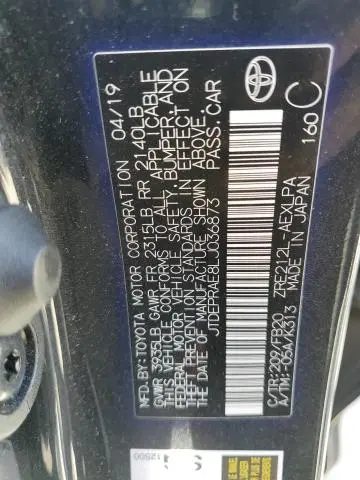 MFD.BY:TOYOTA MOTOR CORPORATION 04/19
GVWR 3935LB GAWR FR 2315LB RR 2140LB
THIS VEHICLE CONFORMS TO ALL APPLICABLE
FEDERAL MOTOR VEHICLE SAFETY,BUMPER,AND
THEFT PREVENTION STANDARDS IN EFFECT ON
THE DATE OF MANUFACTURE SHOWN ABOVE.
JTDEPRAE8LJ036873 PASS.CAR
C/TR:209/FB20 ZRE212L-AEXLPA
A/TM:-05A/K313 MADE IN JAPAN
160 C
TOYOTA
12S00